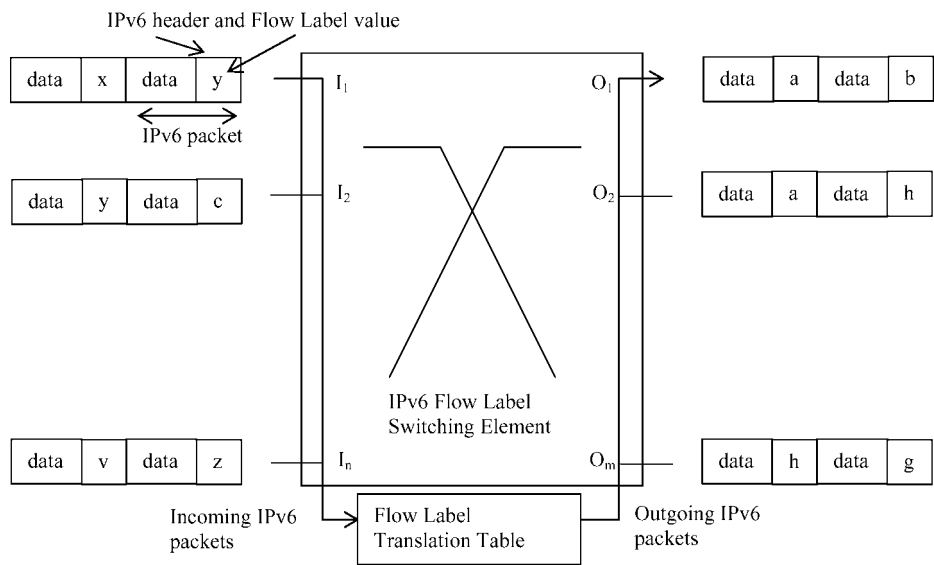 IPv6 header and Flow Label value
data x data y
I1
O1
data a data b
IPv6 packet
data y data c
I2
O2
data a data h
IPv6 Flow Label
Switching Element
data v data z
In
Om
data h data g
Incoming IPv6
packets
Flow Label
Translation Table
Outgoing IPv6
packets